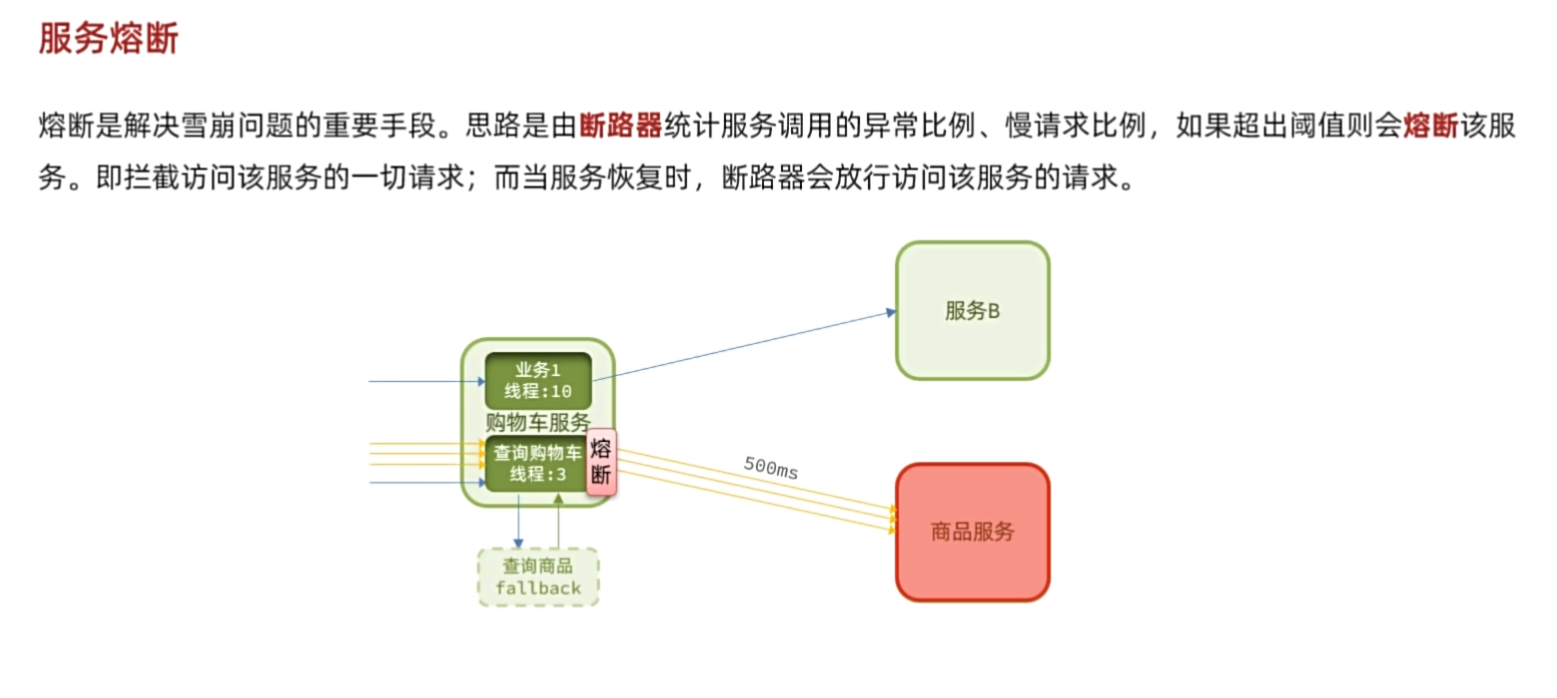 服务熔断
熔断是解决雪崩问题的重要手段。思路是由断路器统计服务调用的异常比例、慢请求比例，如果超出阈值则会熔断该服
务。即拦截访问该服务的一切请求；而当服务恢复时，断路器会放行访问该服务的请求。
服务B
业务1
线程:10
购物车服务
查询购物车
线程:3
熔
断
500ms
商品服务
查询商品
fallback